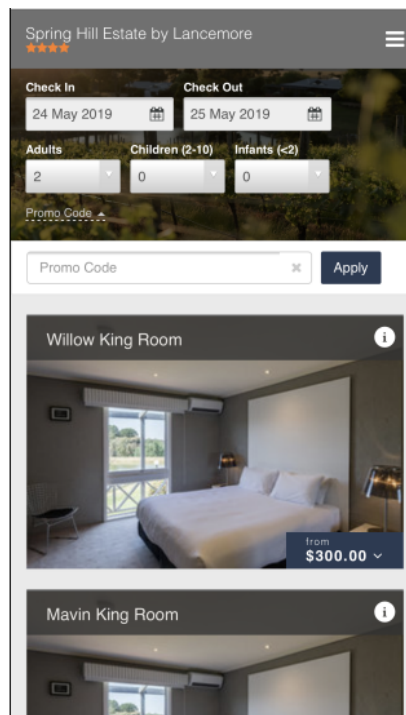 Spring Hill Estate by Lancemore
Check In
Check Out
24 May 2019
25 May 2019
Adults
Children (2-10)
Infants (<2)
2
0
0
Promo Code
Promo Code
Apply
Willow King Room
i
from
$300.00
Mavin King Room
i